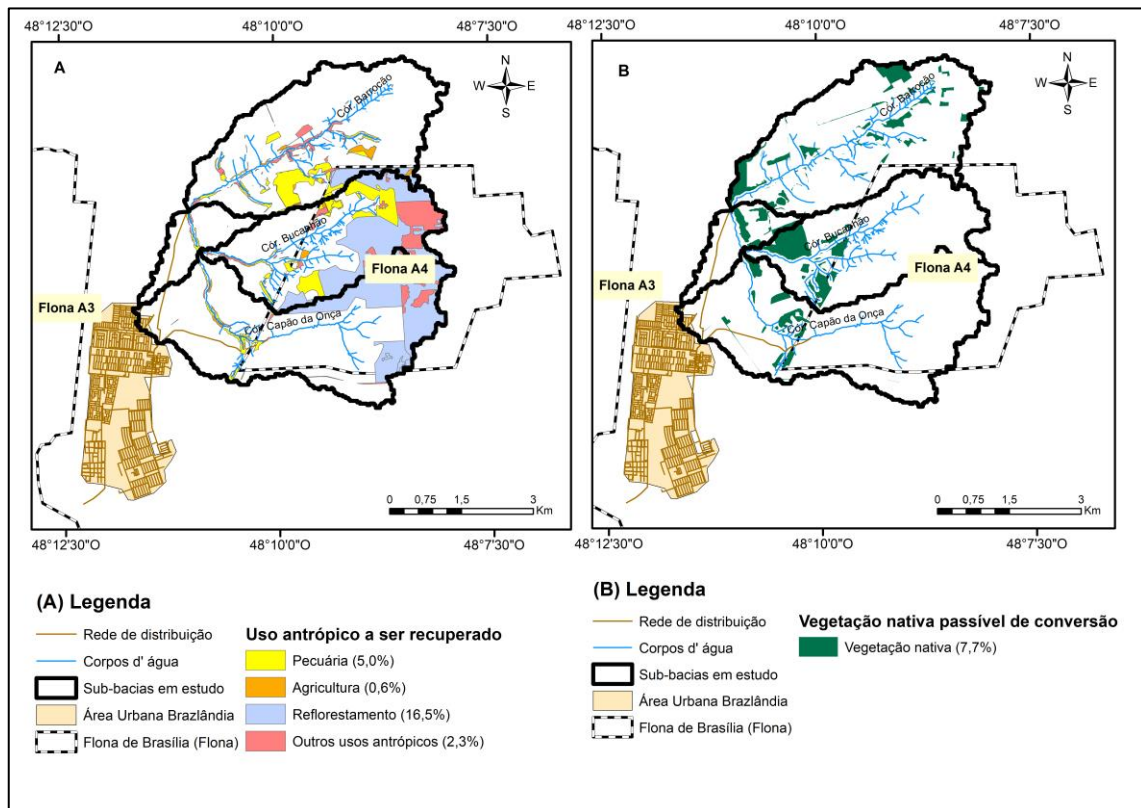 48°12'30"O
48°10'0"O
48°7'30"O
A
N
W E
S
Cór. Barrocão
Cór. Bucanhão
Flona A4
Flona A3
Cór. Capão da Onça
0 0,75 1,5 3
Km
48°12'30"O
48°10'0"O
48°7'30"O
48°12'30"O
48°10'0"O
48°7'30"O
B
N
W E
S
Cór. Barrocão
Cór. Bucanhão
Flona A4
Flona A3
Cór. Capão da Onça
0 0,75 1,5 3
Km
48°12'30"O
48°10'0"O
48°7'30"O
(A) Legenda
Rede de distribuição
Corpos d' água
Sub-bacias em estudo
Área Urbana Brazlândia
Flona de Brasília (Flona)
Uso antrópico a ser recuperado
Pecuária (5,0%)
Agricultura (0,6%)
Reflorestamento (16,5%)
Outros usos antrópicos (2,3%)
(B) Legenda
Rede de distribuição
Corpos d' água
Sub-bacias em estudo
Área Urbana Brazlândia
Flona de Brasília (Flona)
Vegetação nativa passível de conversão
Vegetação nativa (7,7%)